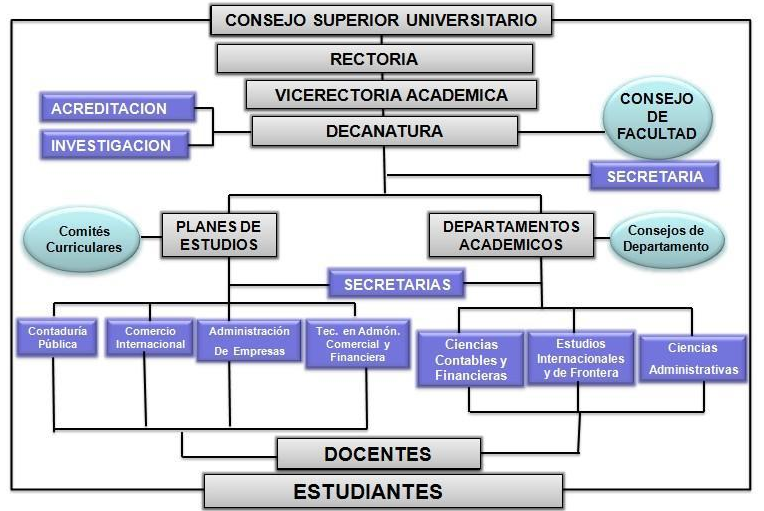 CONSEJO SUPERIOR UNIVERSITARIO
RECTORIA
VICERECTORIA ACADEMICA
ACREDITACION
INVESTIGACION
DECANATURA
CONSEJO
DE
FACULTAD
SECRETARIA
Comités
Curriculares
PLANES DE
ESTUDIOS
DEPARTAMENTOS
ACADEMICOS
Consejos de
Departamento
SECRETARIAS
Contaduría
Pública
Comercio
Internacional
Administración
De Empresas
Tec. en Admón.
Comercial y
Financiera
Ciencias
Contables y
Financieras
Estudios
Internacionales
y de Frontera
Ciencias
Administrativas
DOCENTES
ESTUDIANTES